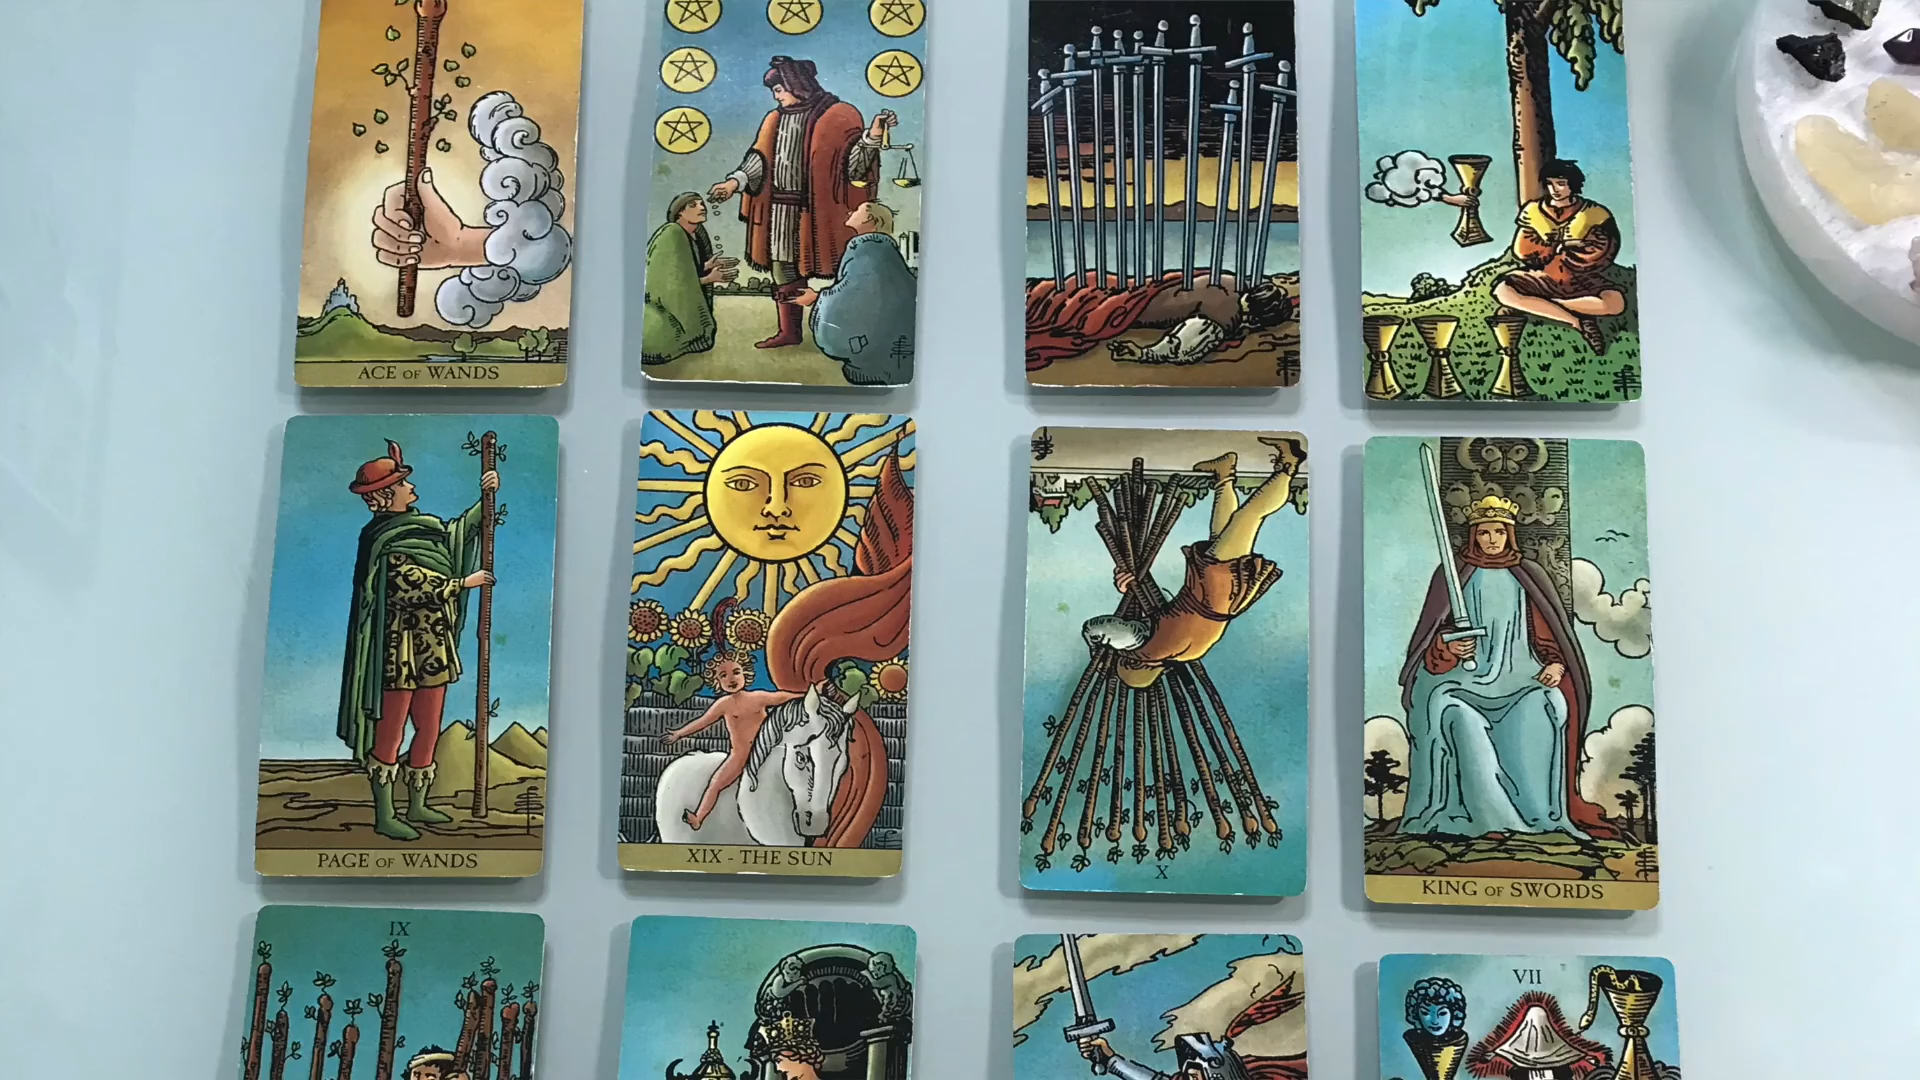 ACE OF WANDS
PAGE OF WANDS
XIX - THE SUN
X
KING OF SWORDS
IX
VII